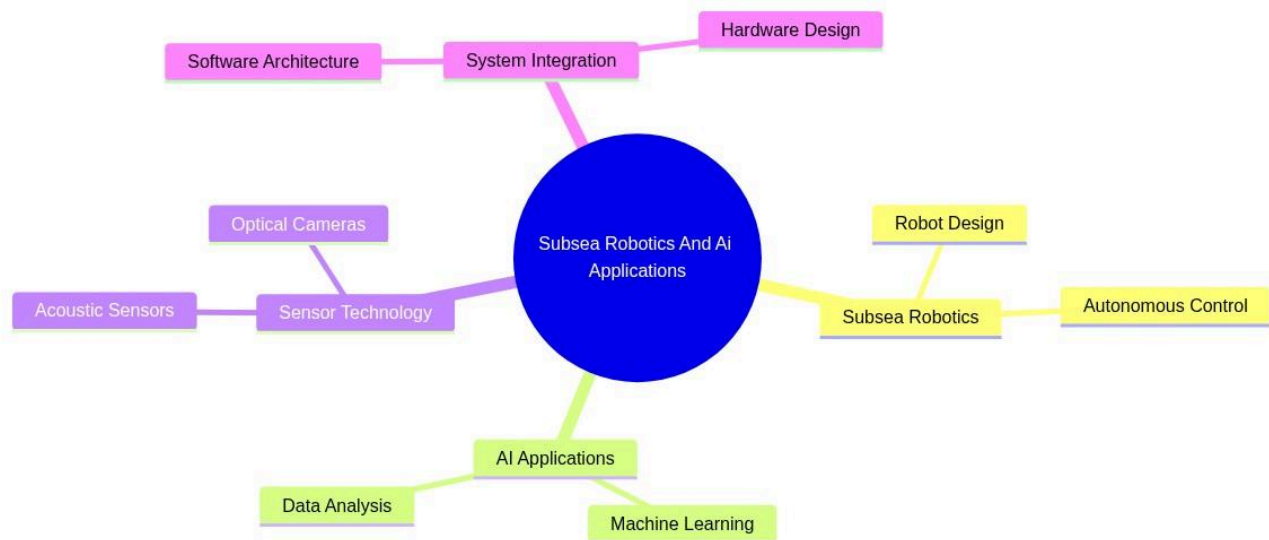 Hardware Design
Software Architecture
System Integration
Optical Cameras
Robot Design
Subsea Robotics And Ai
Applications
Acoustic Sensors
Sensor Technology
Subsea Robotics
Autonomous Control
AI Applications
Data Analysis
Machine Learning